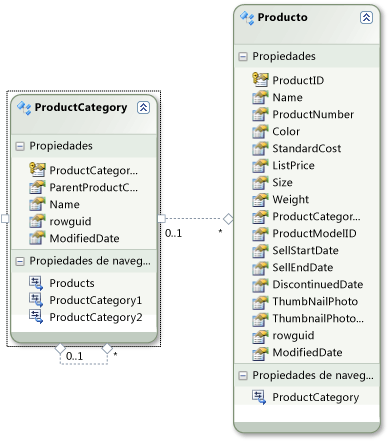 ProductCategory
Propiedades
ProductCategor...
ParentProductC...
Name
rowguid
ModifiedDate
Propiedades de naveg...
Products
ProductCategory1
ProductCategory2
0..1
*
0..1
*
Producto
Propiedades
ProductID
Name
ProductNumber
Color
StandardCost
ListPrice
Size
Weight
ProductCategor...
ProductModelID
SellStartDate
SellEndDate
DiscontinuedDate
ThumbNailPhoto
ThumbnailPhoto...
rowguid
ModifiedDate
Propiedades de naveg...
ProductCategory